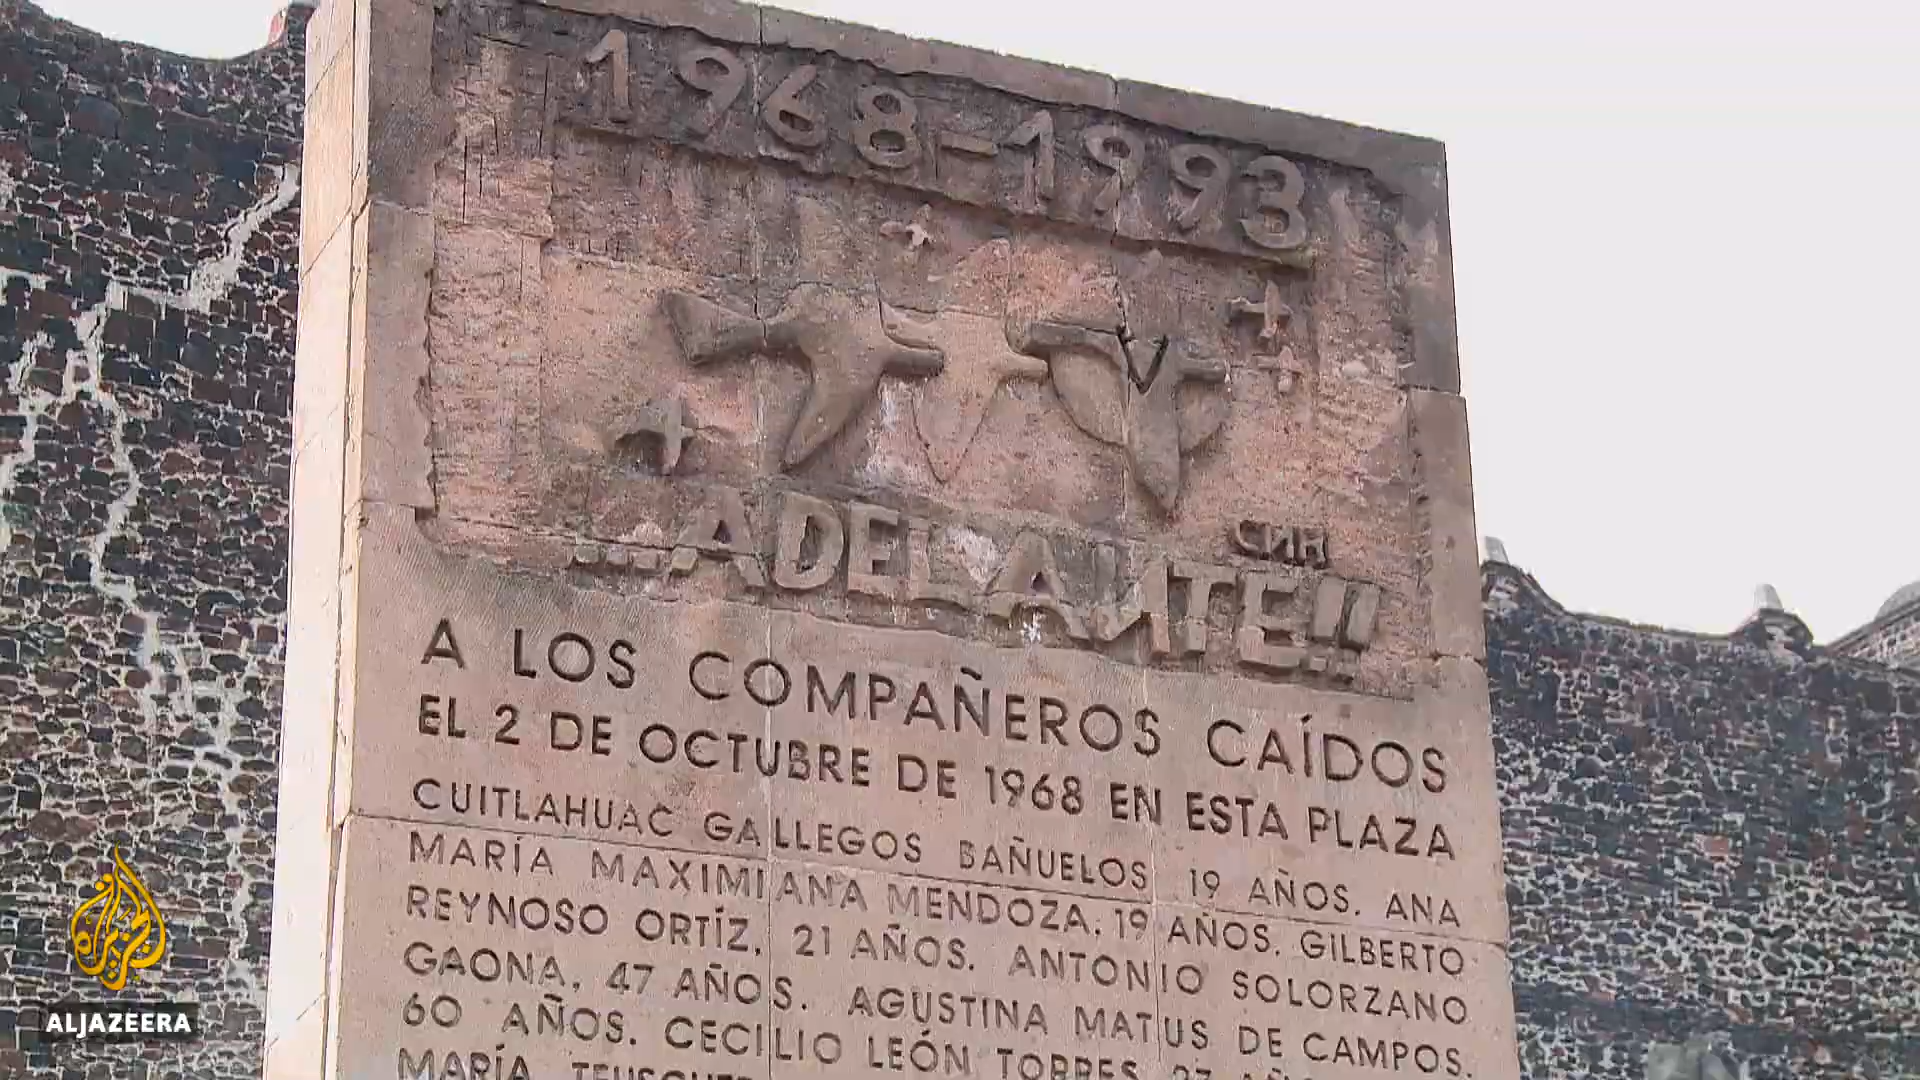 1968-1993
...ADELANTE!!
A LOS COMPAÑEROS CAÍDOS
EL 2 DE OCTUBRE DE 1968 EN ESTA PLAZA
CUITLAHUAC GALLEGOS BAÑUELOS 19 AÑOS. ANA
MARÍA MAXIMIANA MENDOZA, 19 AÑOS. GILBERTO
REYNOSO ORTÍZ, 21 AÑOS. ANTONIO SOLORZANO
GAONA, 47 AÑOS. AGUSTINA MATUS DE CAMPOS.
60 AÑOS. CECILIO LEÓN TORRES
MARÍA
ALJAZEERA